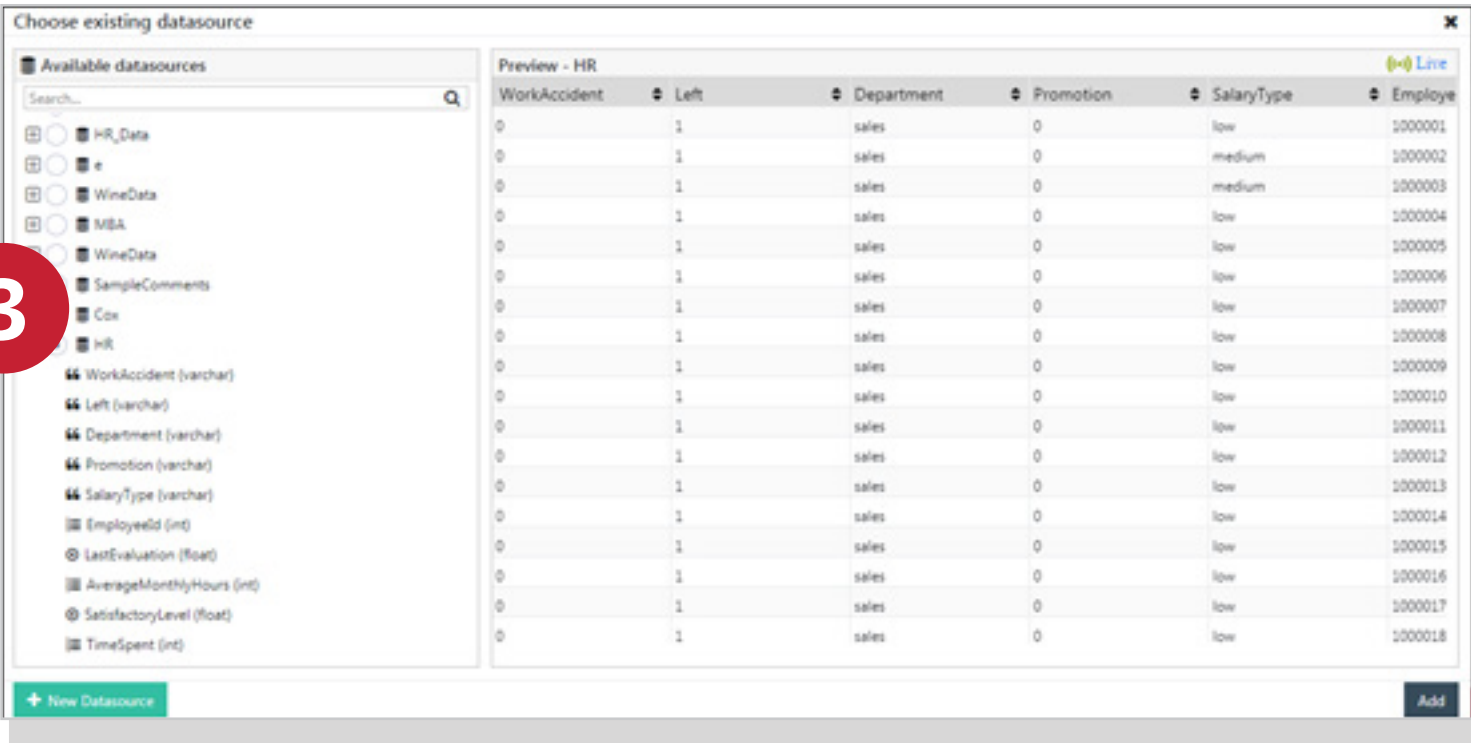 Choose existing datasource
Available datasources
Search...
HR_Data
e
WineData
MBA
WineData
SampleComments
Cox
HR
WorkAccident (varchar)
Left (varchar)
Department (varchar)
Promotion (varchar)
SalaryType (varchar)
EmployeeId (int)
LastEvaluation (float)
AverageMonthlyHours (int)
SatisfactoryLevel (float)
TimeSpent (int)
+ New Datasource
3
Preview - HR Live
WorkAccident Left Department Promotion SalaryType Employe
0 1 sales 0 low 1000001
0 1 sales 0 medium 1000002
0 1 sales 0 medium 1000003
0 1 sales 0 low 1000004
0 1 sales 0 low 1000005
0 1 sales 0 low 1000006
0 1 sales 0 low 1000007
0 1 sales 0 low 1000008
0 1 sales 0 low 1000009
0 1 sales 0 low 1000010
0 1 sales 0 low 1000011
0 1 sales 0 low 1000012
0 1 sales 0 low 1000013
0 1 sales 0 low 1000014
0 1 sales 0 low 1000015
0 1 sales 0 low 1000016
0 1 sales 0 low 1000017
0 1 sales 0 low 1000018
Add